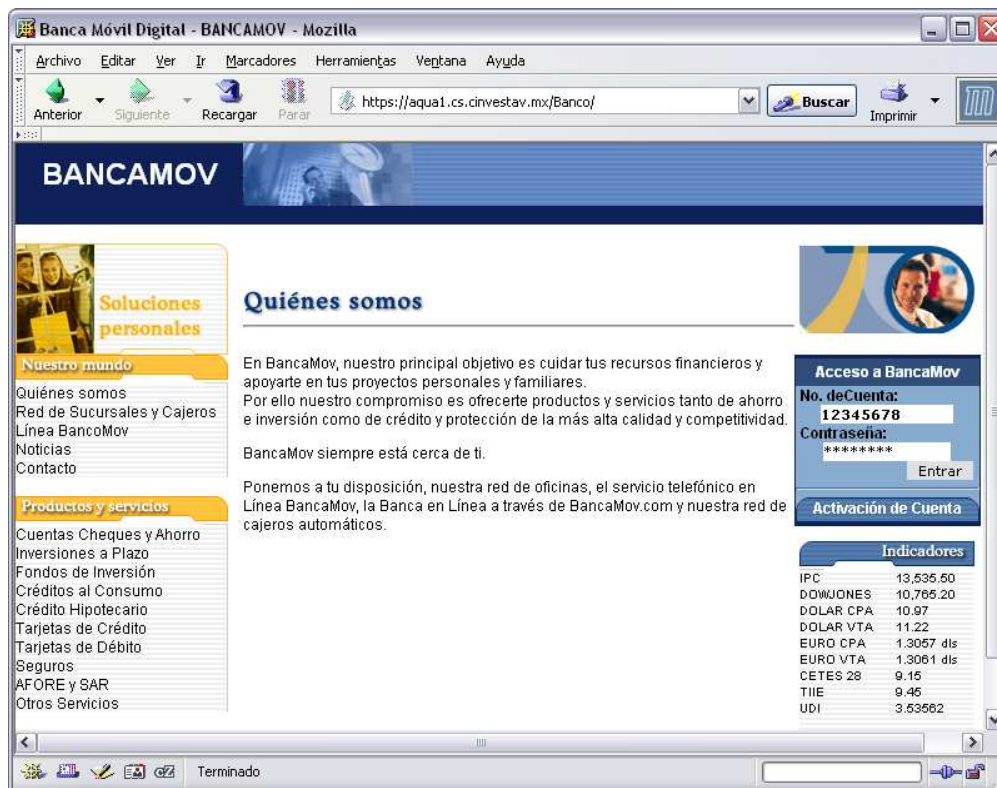 Banca Móvil Digital - BANCAMOV - Mozilla
Archivo Editar Ver Ir Marcadores Herramientas Ventana Ayuda
Anterior Siguiente Recargar Parar https://aqua1.cs.cinvestav.mx/Banco/ Buscar Imprimir
BANCAMOV
Soluciones
personales
Nuestro mundo
Quiénes somos
Red de Sucursales y Cajeros
Línea BancoMov
Noticias
Contacto
Productos y servicios
Cuentas Cheques y Ahorro
Inversiones a Plazo
Fondos de Inversión
Créditos al Consumo
Crédito Hipotecario
Tarjetas de Crédito
Tarjetas de Débito
Seguros
AFORE y SAR
Otros Servicios
Quiénes somos
En BancaMov, nuestro principal objetivo es cuidar tus recursos financieros y
apoyarte en tus proyectos personales y familiares.
Por ello nuestro compromiso es ofrecerte productos y servicios tanto de ahorro
e inversión como de crédito y protección de la más alta calidad y competitividad.
BancaMov siempre está cerca de ti.
Ponemos a tu disposición, nuestra red de oficinas, el servicio telefónico en
Línea BancaMov, la Banca en Línea a través de BancaMov.com y nuestra red de
cajeros automáticos.
Acceso a BancaMov
No. deCuenta:
12345678
Contraseña:
********
Entrar
Activación de Cuenta
Indicadores
IPC 13,535.50
DOWJONES 10,765.20
DOLAR CPA 10.97
DOLAR VTA 11.22
EURO CPA 1.3057 dls
EURO VTA 1.3061 dls
CETES 28 9.15
TIIE 9.45
UDI 3.53562
Terminado